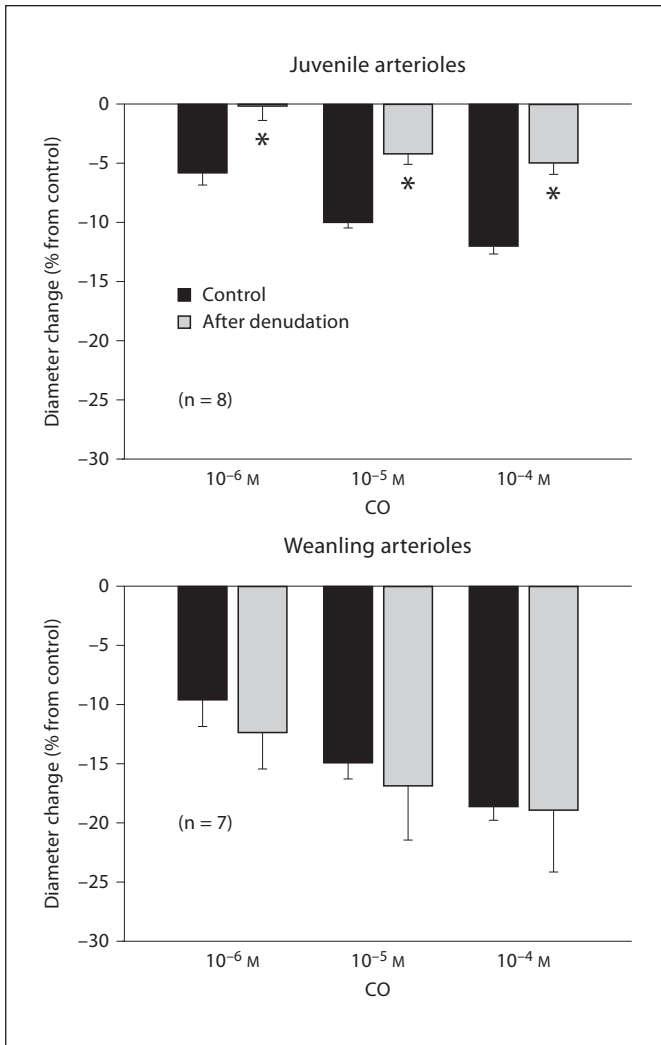 Juvenile arterioles
Diameter change (% from control)
0
–5
–10
–15
–20
–25
–30
*
*
*
Control
After denudation
(n = 8)
10–6 M
10–5 M
10–4 M
CO
Weanling arterioles
Diameter change (% from control)
0
–5
–10
–15
–20
–25
–30
(n = 7)
10–6 M
10–5 M
10–4 M
CO